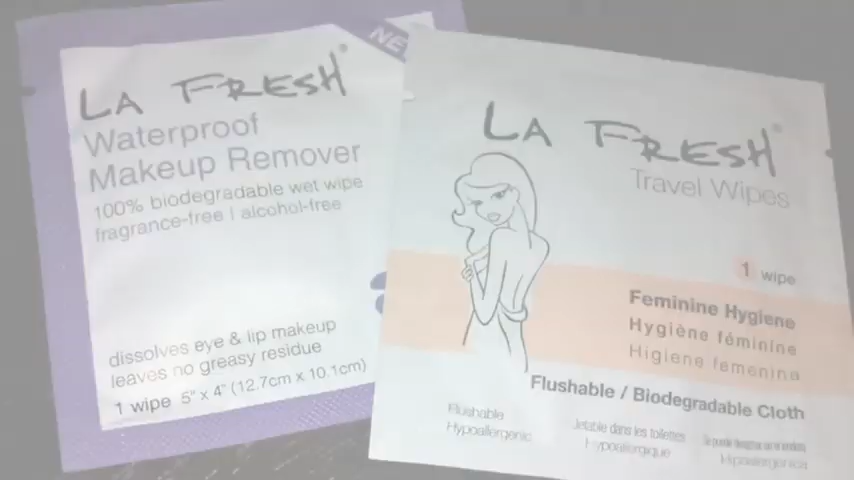 LA FRESH®
Waterproof
Makeup Remover
100% biodegradable wet wipe
fragrance-free | alcohol-free
dissolves eye & lip makeup
leaves no greasy residue
1 wipe 5" x 4" (12.7cm x 10.1cm)
LA FRESH®
Travel Wipes
1 wipe
Feminine Hygiene
Hygiène féminine
Higiene femenina
Flushable / Biodegradable Cloth
Flushable
Hypoallergenic
Jetable dans les toilettes
Hypoallergique
Hipoalergénica